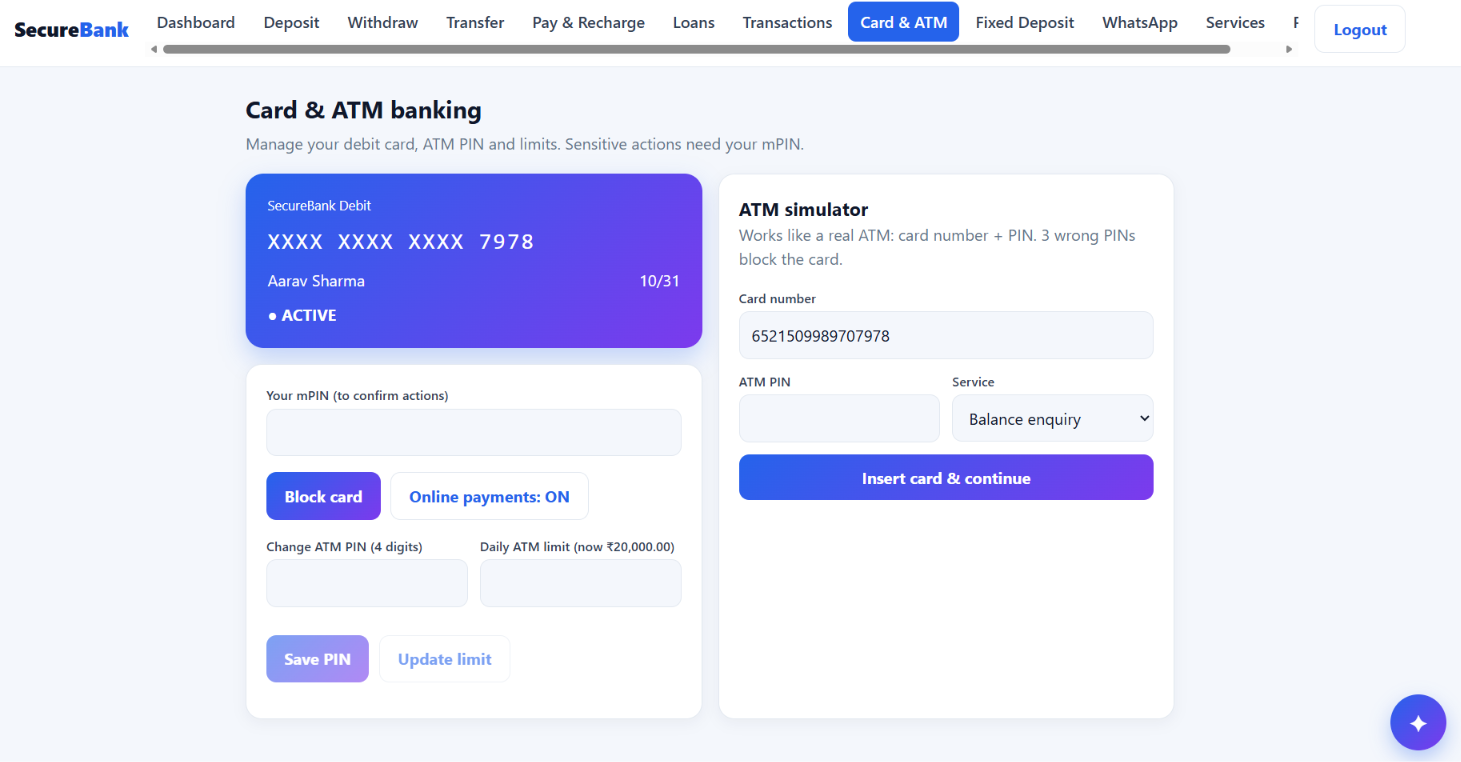 SecureBank
Dashboard Deposit Withdraw Transfer Pay & Recharge Loans Transactions Card & ATM Fixed Deposit WhatsApp Services
Logout
Card & ATM banking
Manage your debit card, ATM PIN and limits. Sensitive actions need your mPIN.
SecureBank Debit
XXXX XXXX XXXX 7978
Aarav Sharma 10/31
● ACTIVE
Your mPIN (to confirm actions)
Block card Online payments: ON
Change ATM PIN (4 digits) Daily ATM limit (now ₹20,000.00)
Save PIN Update limit
ATM simulator
Works like a real ATM: card number + PIN. 3 wrong PINs
block the card.
Card number
6521509989707978
ATM PIN Service
Balance enquiry
Insert card & continue